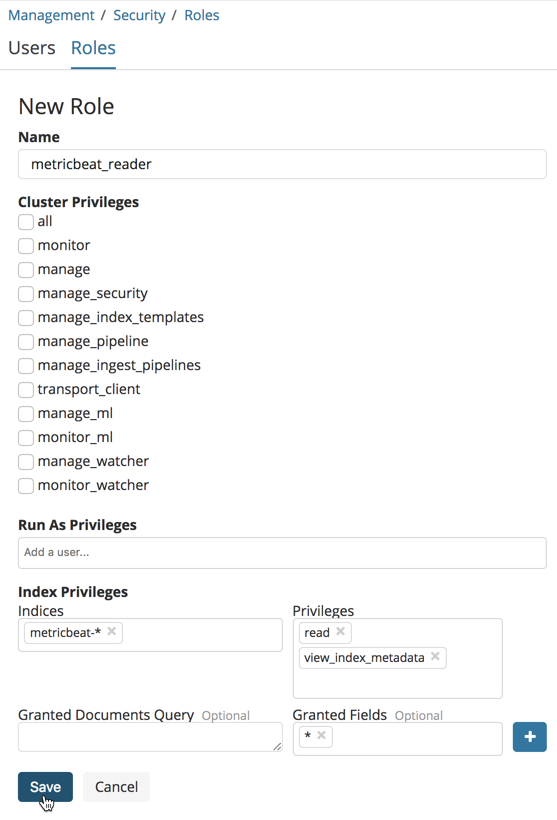 Management / Security / Roles
Users Roles
New Role
Name
metricbeat_reader
Cluster Privileges
all
monitor
manage
manage_security
manage_index_templates
manage_pipeline
manage_ingest_pipelines
transport_client
manage_ml
monitor_ml
manage_watcher
monitor_watcher
Run As Privileges
Add a user...
Index Privileges
Indices Privileges
metricbeat-* × read ×
view_index_metadata ×
Granted Documents Query Optional Granted Fields Optional
* × +
Save Cancel